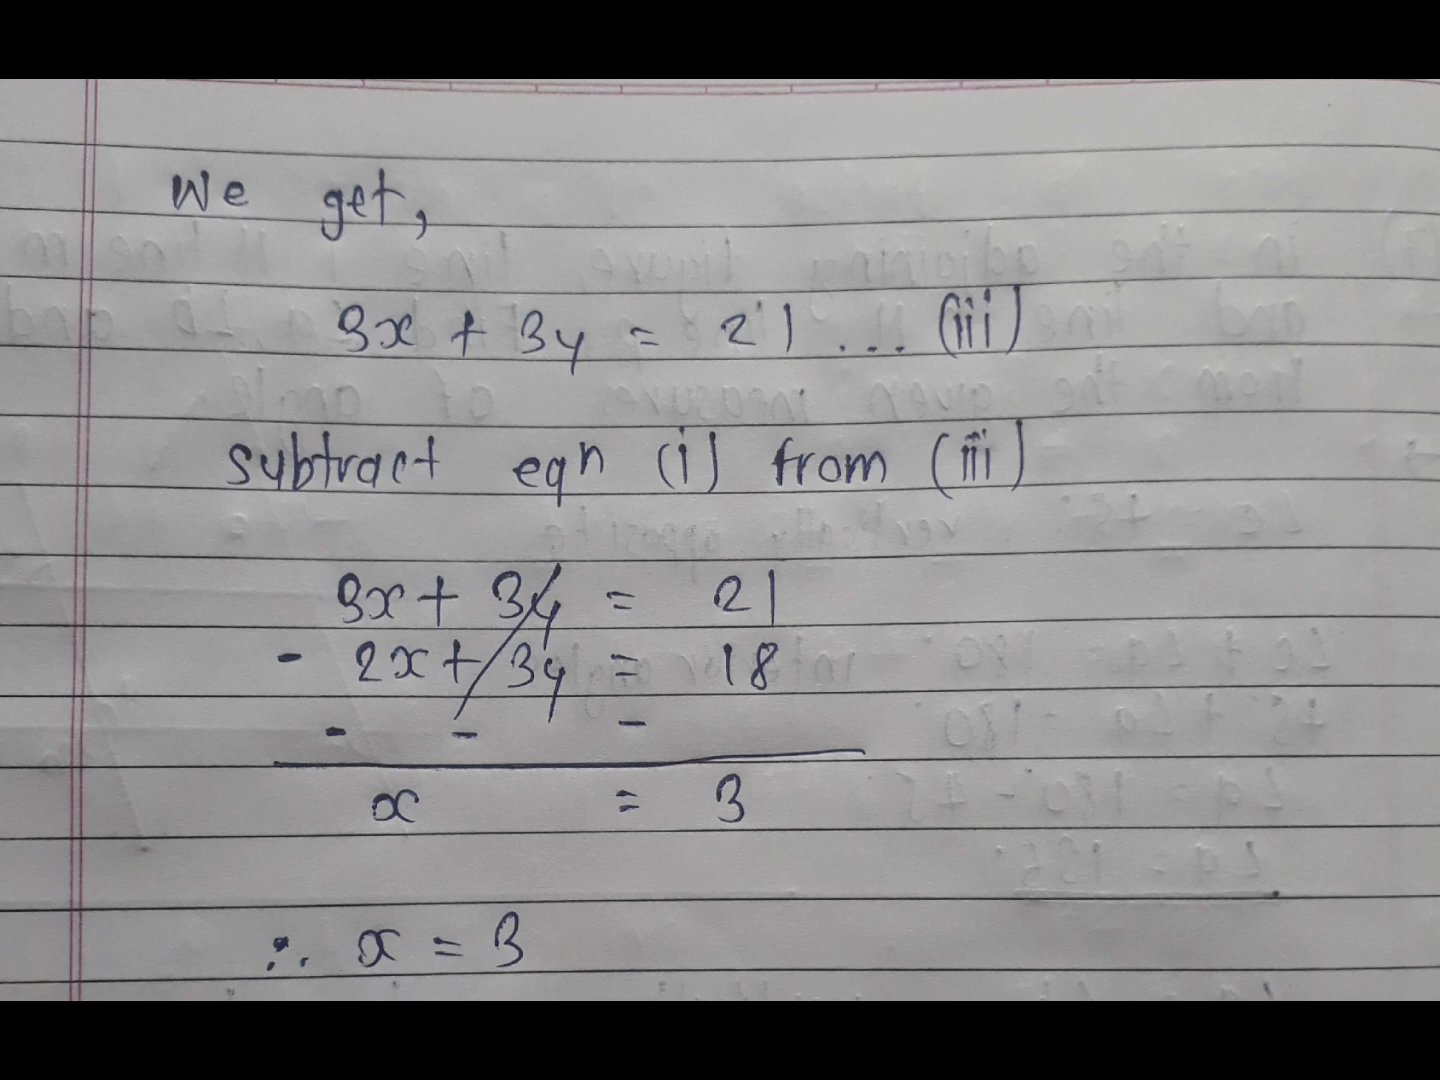 We get,
3x + 3y = 21 ... (iii)
subtract eqn (i) from (iii)
3x + 3y = 21
- 2x + 3y = 18
- - -
x = 3
∴ x = 3